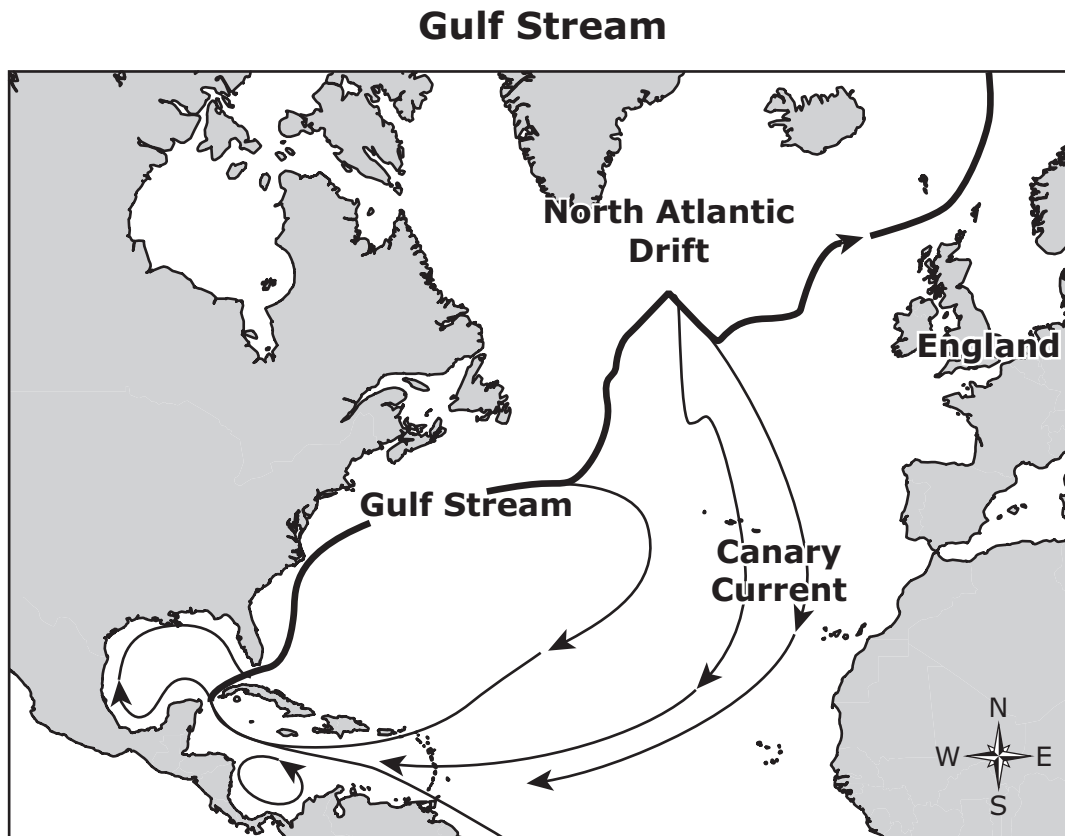 Gulf Stream
North Atlantic
Drift
England
Gulf Stream
Canary
Current
N
W E
S